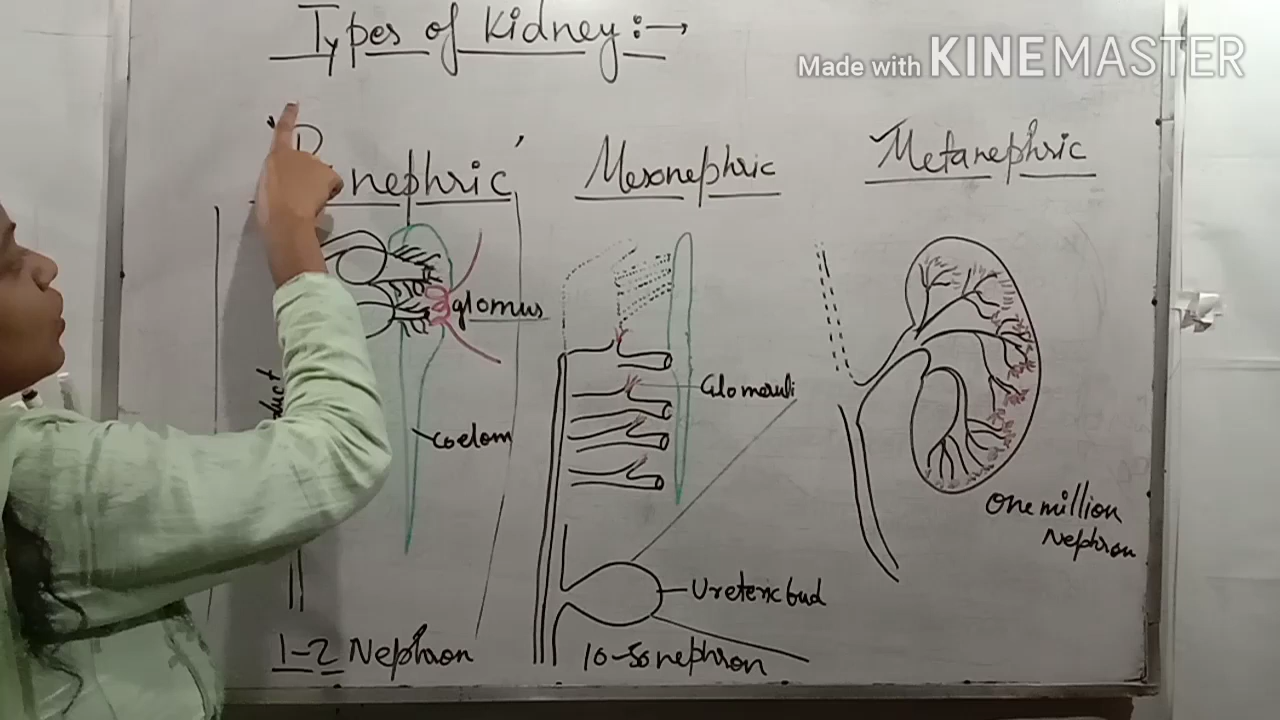 Types of Kidney :→
Made with KINEMASTER
nephric
Mesonephric
Metanephric
glomus
Glomeruli
duct
Coelom
One million
Nephron
Ureteric bud
1-2 Nephron
10-50 nephron